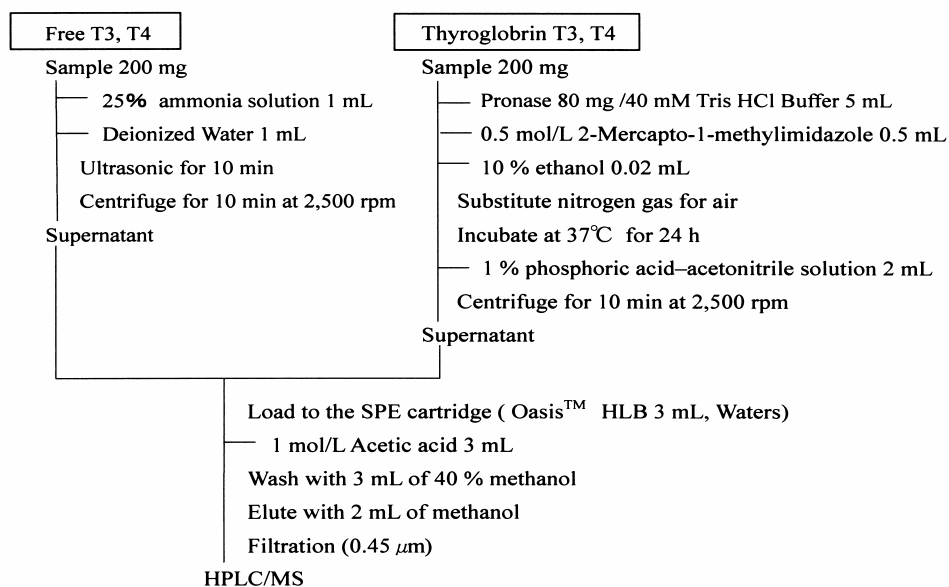 Free T3, T4
Sample 200 mg
25% ammonia solution 1 mL
Deionized Water 1 mL
Ultrasonic for 10 min
Centrifuge for 10 min at 2,500 rpm
Supernatant
Thyroglobrin T3, T4
Sample 200 mg
Pronase 80 mg /40 mM Tris HCl Buffer 5 mL
0.5 mol/L 2-Mercapto-1-methylimidazole 0.5 mL
10 % ethanol 0.02 mL
Substitute nitrogen gas for air
Incubate at 37℃ for 24 h
1 % phosphoric acid–acetonitrile solution 2 mL
Centrifuge for 10 min at 2,500 rpm
Supernatant
Load to the SPE cartridge ( Oasis™ HLB 3 mL, Waters)
1 mol/L Acetic acid 3 mL
Wash with 3 mL of 40 % methanol
Elute with 2 mL of methanol
Filtration (0.45 μm)
HPLC/MS